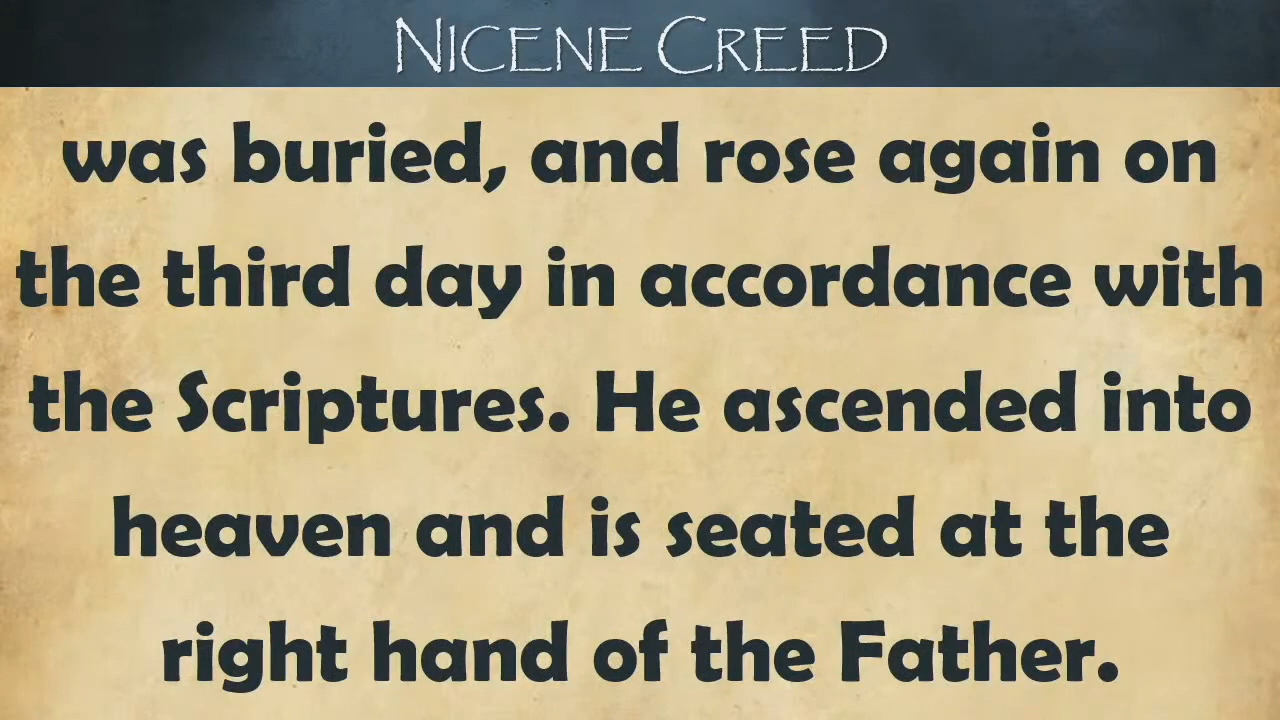 NICENE CREED
was buried, and rose again on
the third day in accordance with
the Scriptures. He ascended into
heaven and is seated at the
right hand of the Father.